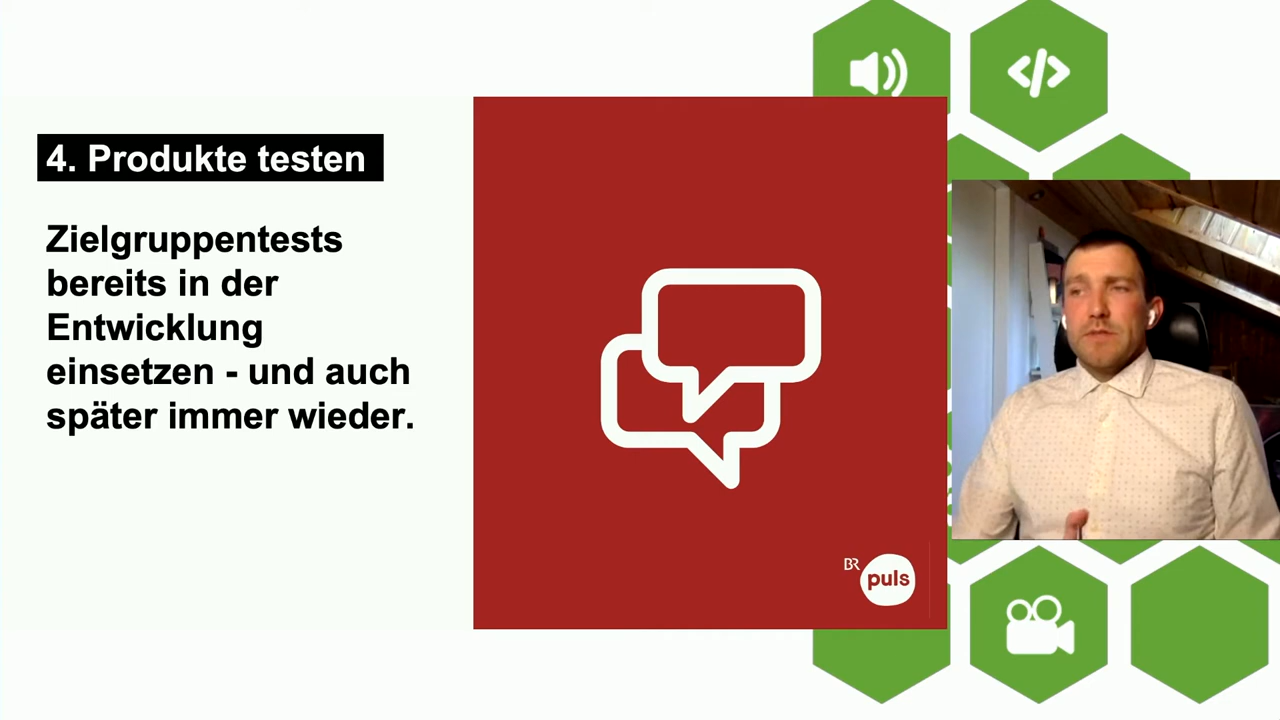 4. Produkte testen
Zielgruppentests
bereits in der
Entwicklung
einsetzen - und auch
später immer wieder.
BR
puls